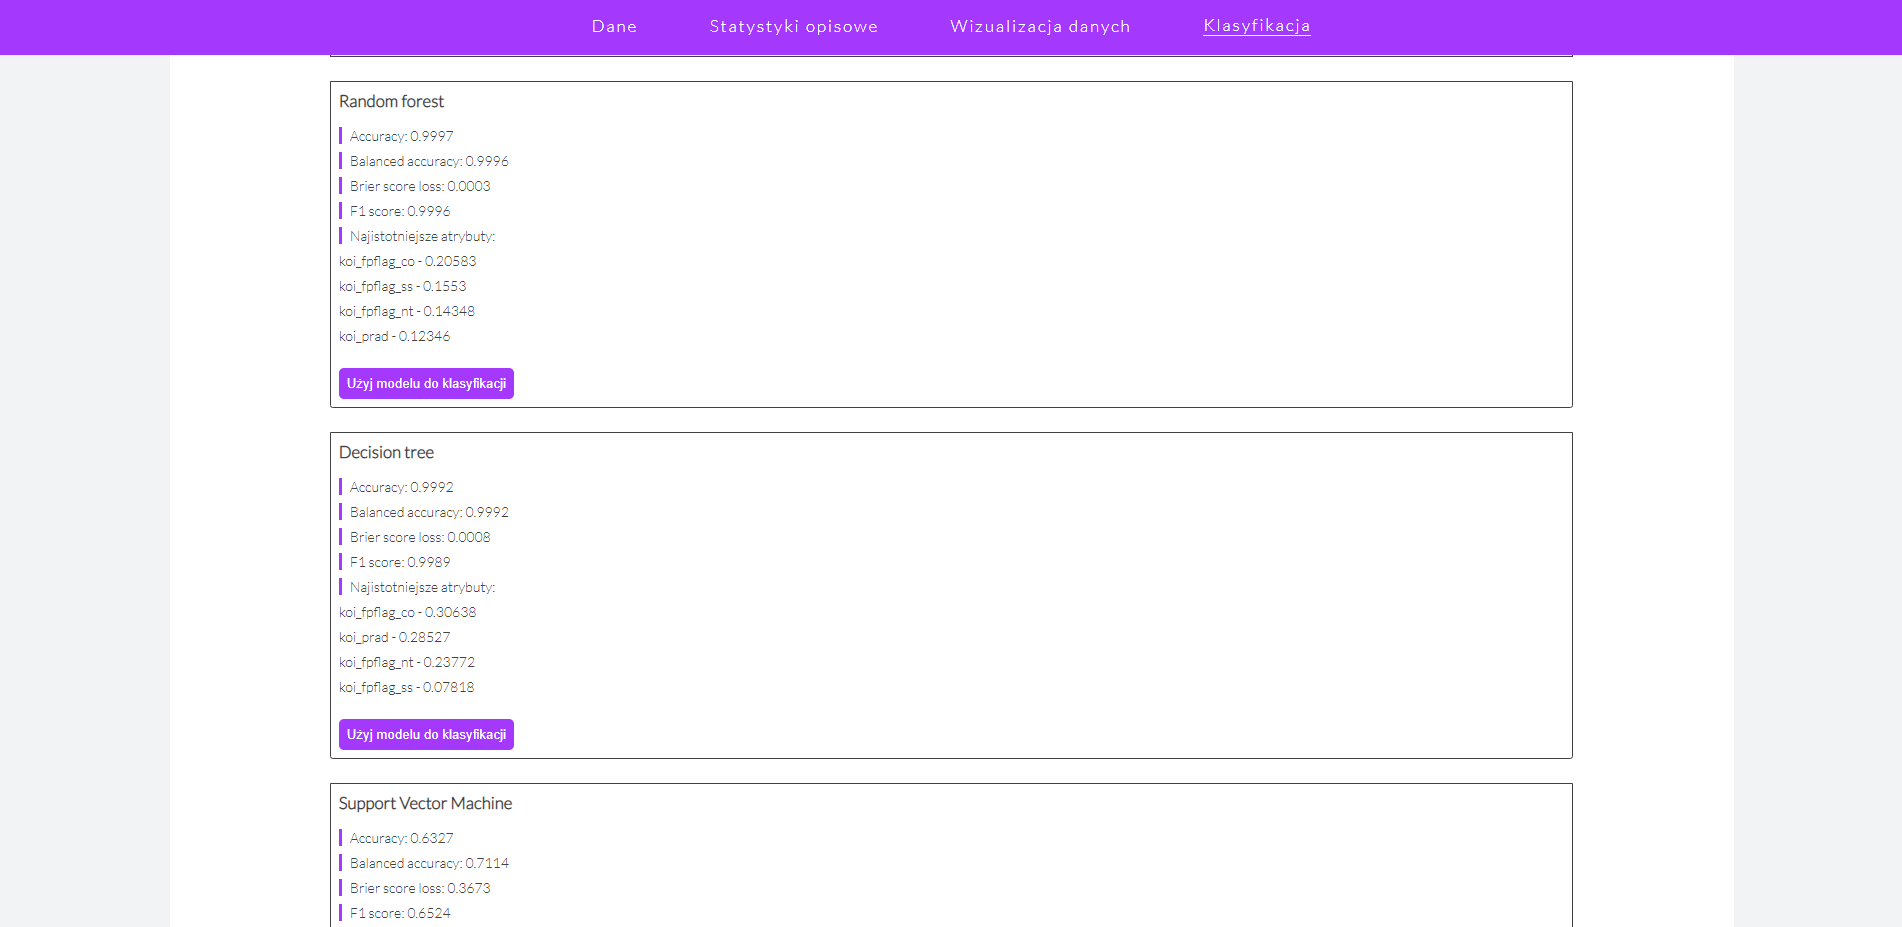 Dane Statystyki opisowe Wizualizacja danych Klasyfikacja
Random forest
Accuracy: 0.9997
Balanced accuracy: 0.9996
Brier score loss: 0.0003
F1 score: 0.9996
Najistotniejsze atrybuty:
koi_fpflag_co - 0.20583
koi_fpflag_ss - 0.1553
koi_fpflag_nt - 0.14348
koi_prad - 0.12346
Użyj modelu do klasyfikacji
Decision tree
Accuracy: 0.9992
Balanced accuracy: 0.9992
Brier score loss: 0.0008
F1 score: 0.9989
Najistotniejsze atrybuty:
koi_fpflag_co - 0.30638
koi_prad - 0.28527
koi_fpflag_nt - 0.23772
koi_fpflag_ss - 0.07818
Użyj modelu do klasyfikacji
Support Vector Machine
Accuracy: 0.6327
Balanced accuracy: 0.7114
Brier score loss: 0.3673
F1 score: 0.6524